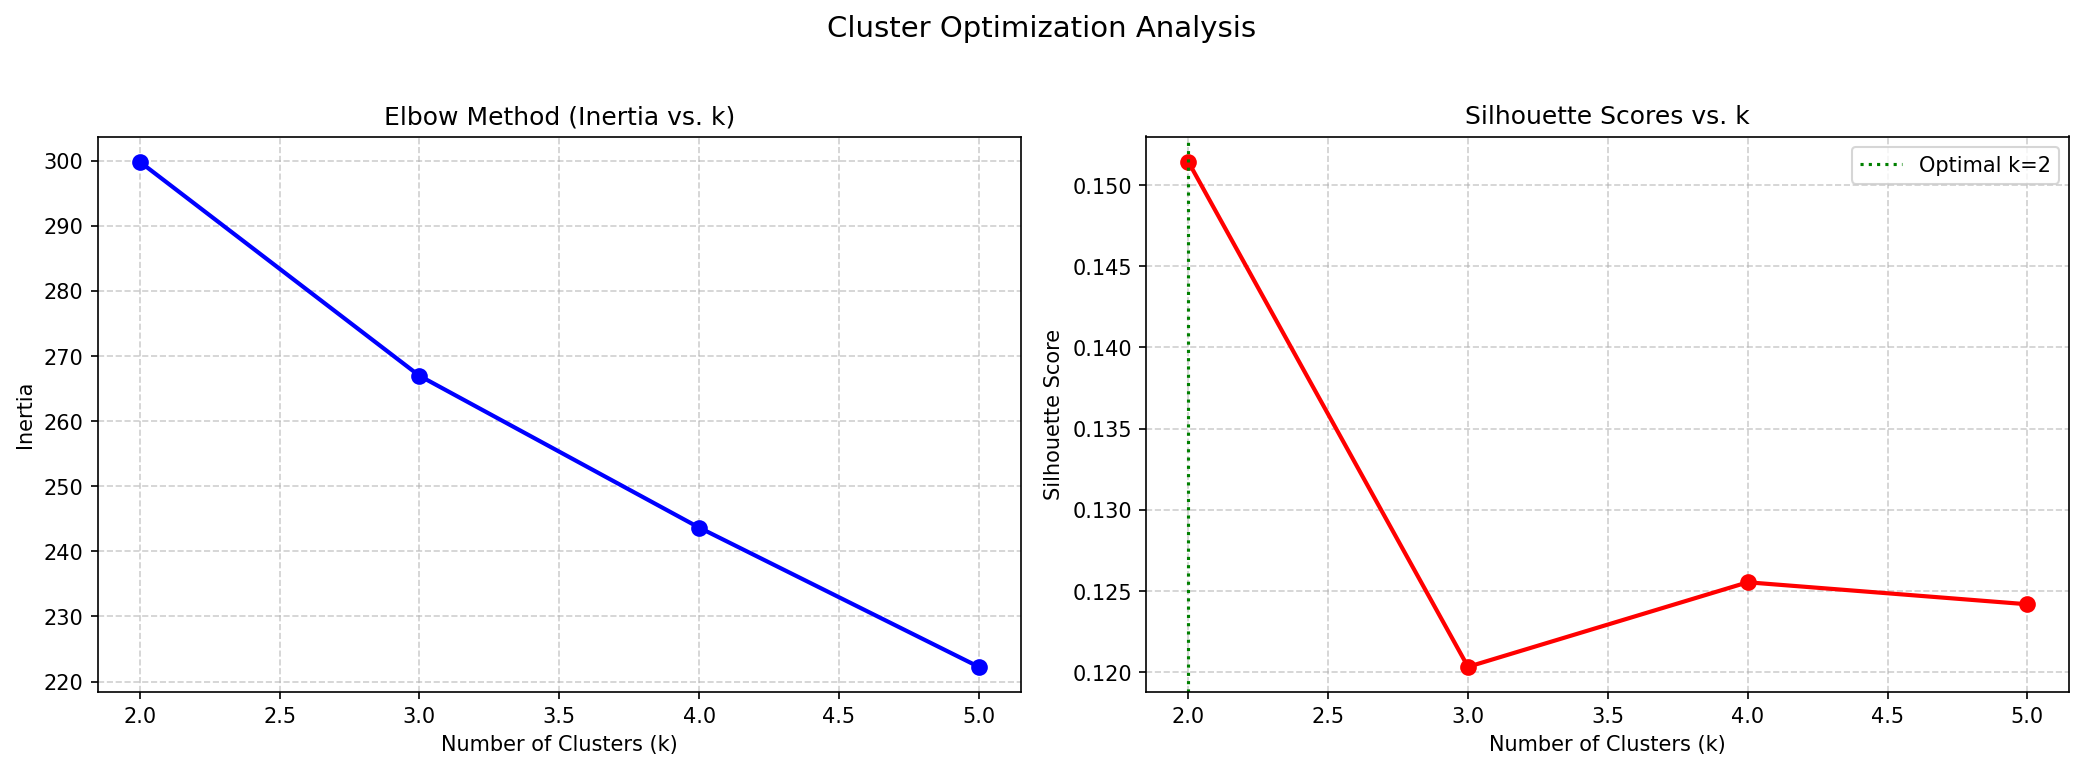 Cluster Optimization Analysis
Elbow Method (Inertia vs. k)
Inertia
300
290
280
270
260
250
240
230
220
2.0 2.5 3.0 3.5 4.0 4.5 5.0
Number of Clusters (k)
Silhouette Scores vs. k
Optimal k=2
Silhouette Score
0.150
0.145
0.140
0.135
0.130
0.125
0.120
2.0 2.5 3.0 3.5 4.0 4.5 5.0
Number of Clusters (k)